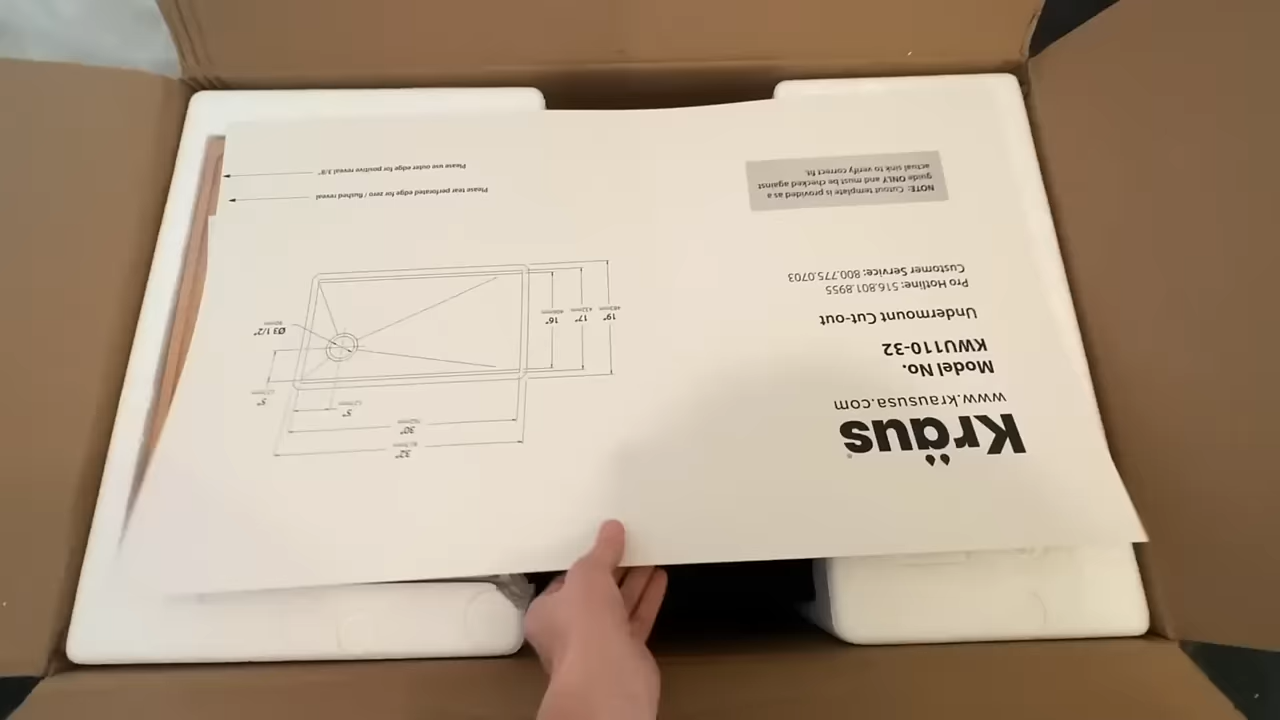 Kräus®
www.krausuSa.com
Model No.
KWU110-32
Undermount Cut-out
Pro Hotline: 516.801.8955
Customer Service: 800.775.0703
NOTE: Cutout template is provided as a
guide ONLY and must be checked against
actual sink to verify correct fit.
32"
30"
5"
5"
Ø3 1/2"
19"
17"
16"
Please tear perforated edge for zero / flushed reveal
Please use outer edge for positive reveal 3/8"